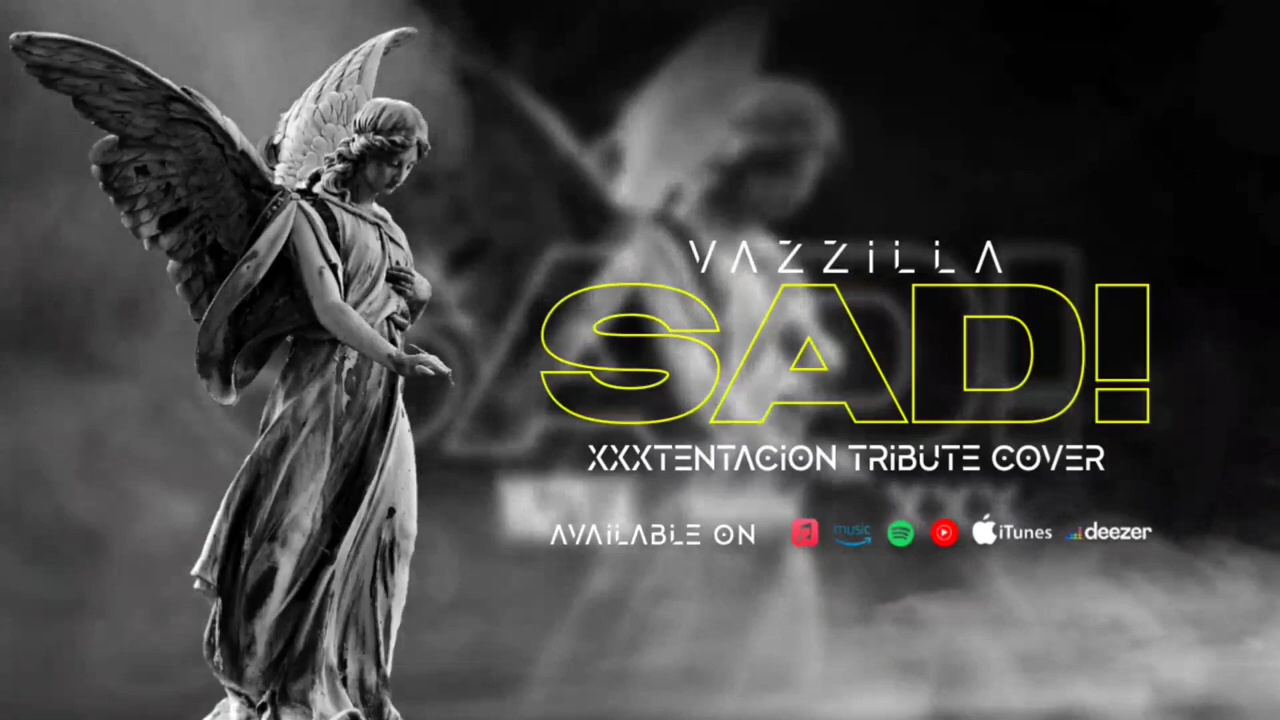 VAZZiLLA
SAD!
XXXTENTACiON TRiBUTE COVER
AVAiLABLE ON music iTunes deezer